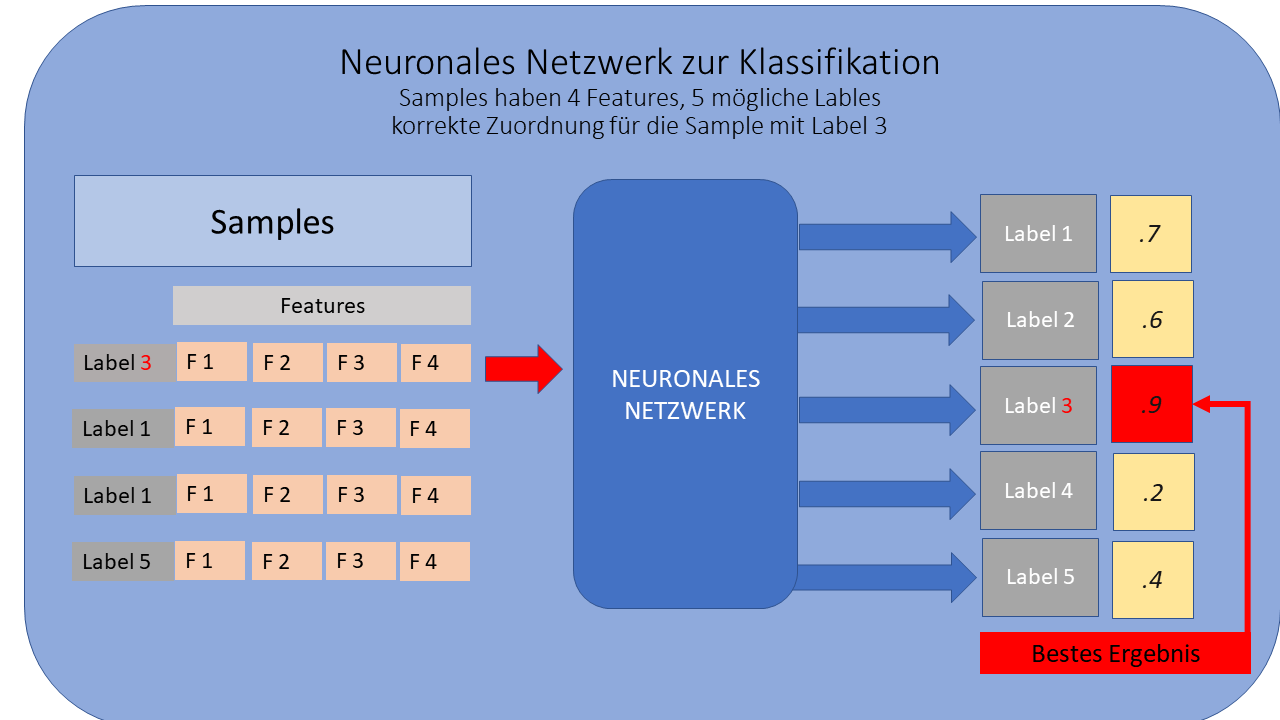 Neuronales Netzwerk zur Klassifikation
Samples haben 4 Features, 5 mögliche Lables
korrekte Zuordnung für die Sample mit Label 3
Samples
Features
Label 3 F 1 F 2 F 3 F 4
Label 1 F 1 F 2 F 3 F 4
Label 1 F 1 F 2 F 3 F 4
Label 5 F 1 F 2 F 3 F 4
NEURONALES
NETZWERK
Label 1 .7
Label 2 .6
Label 3 .9
Label 4 .2
Label 5 .4
Bestes Ergebnis